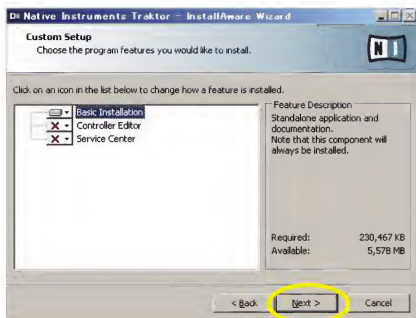 Native Instruments Traktor - InstallAware Wizard
Custom Setup
Choose the program features you would like to install.
NI
Click on an icon in the list below to change how a feature is installed.
Basic Installation
Controller Editor
Service Center
Feature Description
Standalone application and
documentation.
Note that this component will
always be installed.
Required: 230,467 KB
Available: 5,578 MB
< Back
Next >
Cancel